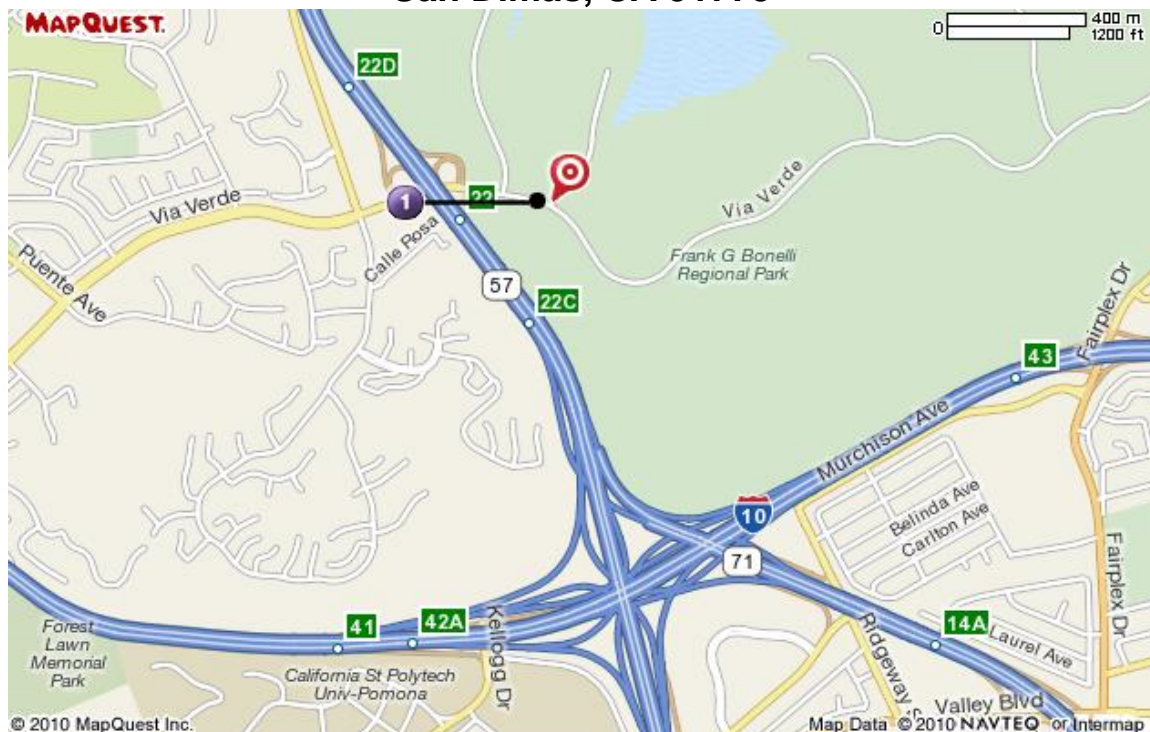 MAPQUEST.
0
400 m
1200 ft
22D
1
22
Via Verde
Calle Rosa
Puente Ave
57
22C
Via Verde
Frank G Bonelli
Regional Park
Fairplex Dr
43
Murchison Ave
10
Belinda Ave
Carlton Ave
71
Fairplex Dr
Forest
Lawn
Memorial
Park
41
42A
Kellogg Dr
California St Polytech
Univ-Pomona
14A
Laurel Ave
Ridgeway S
Valley Blvd
© 2010 MapQuest Inc.
Map Data © 2010 NAVTEQ or Intermap